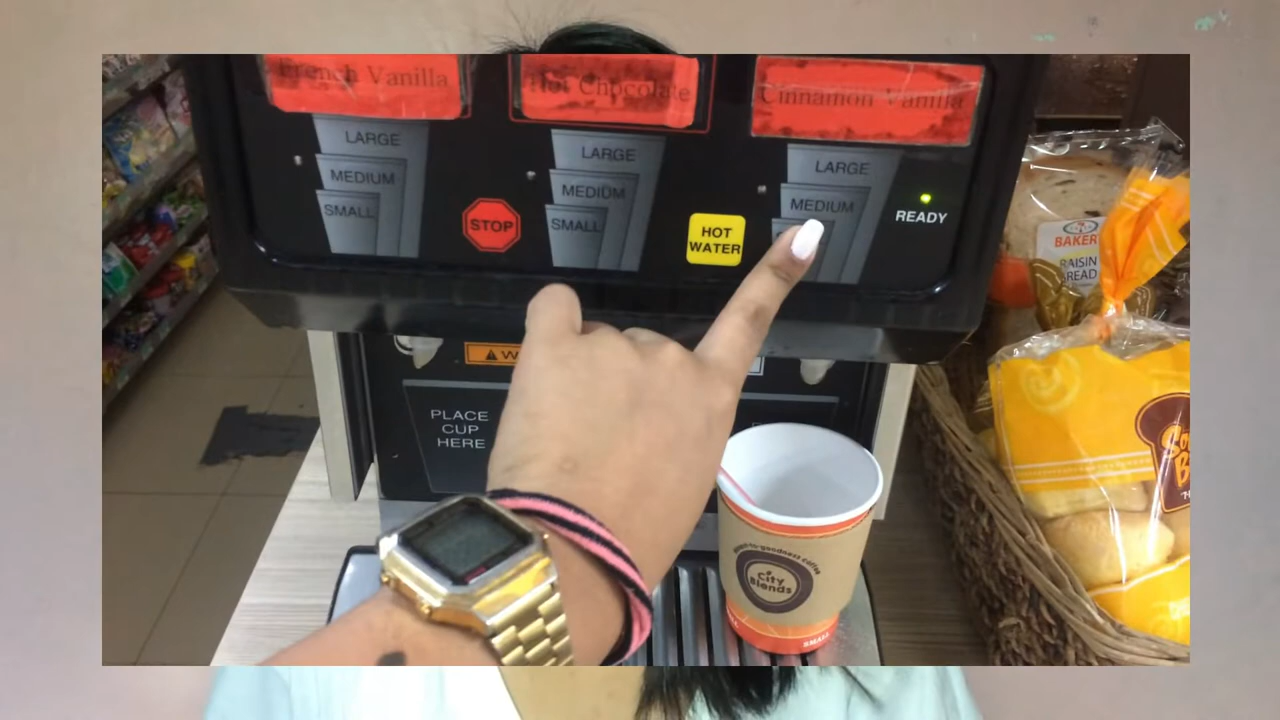 French Vanilla
Hot Chocolate
Cinnamon Vanilla
LARGE
MEDIUM
SMALL
STOP
LARGE
MEDIUM
SMALL
HOT
WATER
LARGE
MEDIUM
READY
PLACE
CUP
HERE
City
Blends
SMALL
BAKER
RAISIN